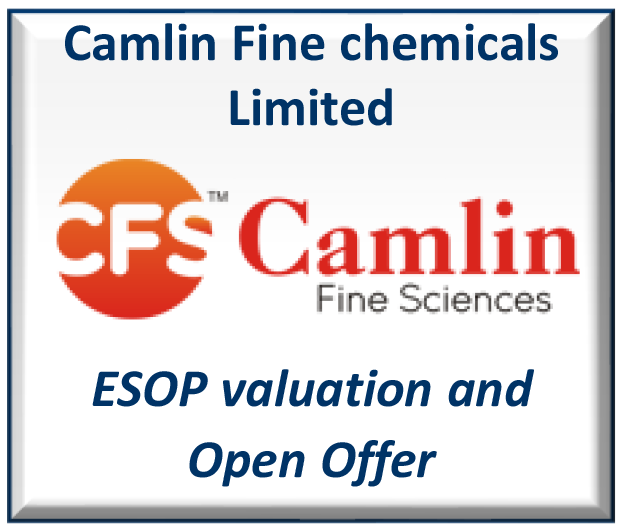 Camlin Fine chemicals
Limited
CFS™ Camlin
Fine Sciences
ESOP valuation and
Open Offer